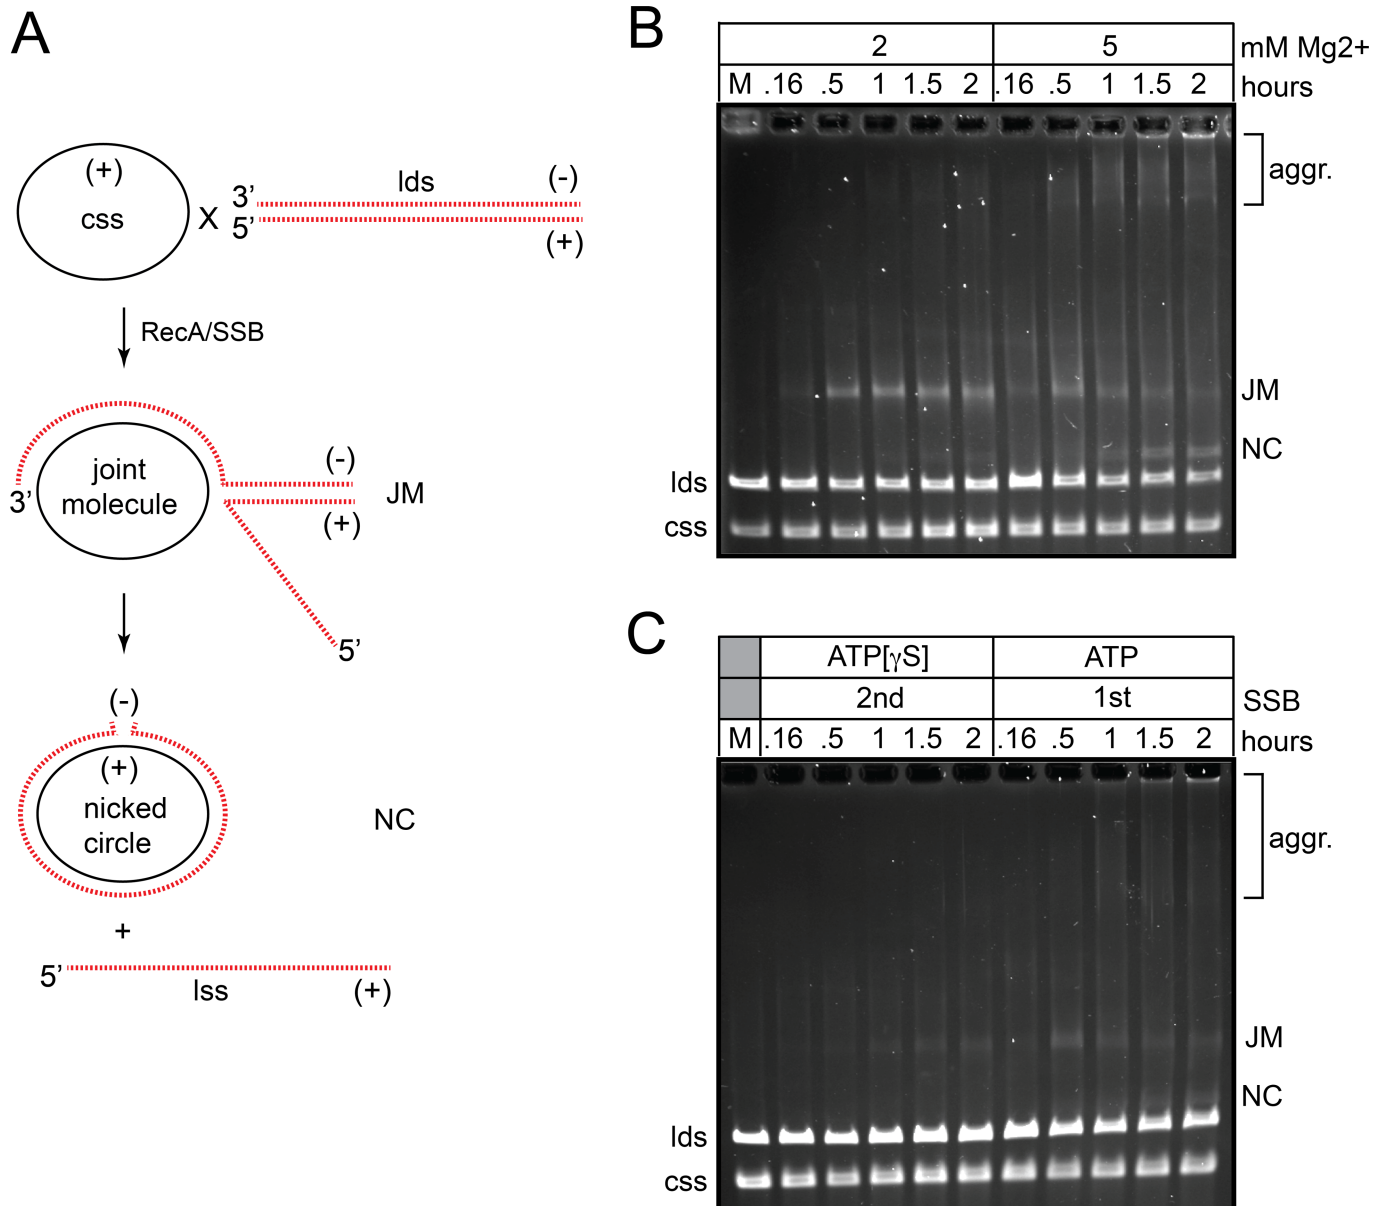 A
(+)
css
X
3’
5’
lds
(-)
(+)
RecA/SSB
joint
molecule
3’
(-)
(+)
JM
5’
(-)
(+)
nicked
circle
NC
+
5’
lss
(+)
B
2 5 mM Mg2+
M .16 .5 1 1.5 2 .16 .5 1 1.5 2 hours
aggr.
JM
NC
lds
css
C
ATP[γS] ATP
2nd 1st SSB
M .16 .5 1 1.5 2 .16 .5 1 1.5 2 hours
aggr.
JM
NC
lds
css